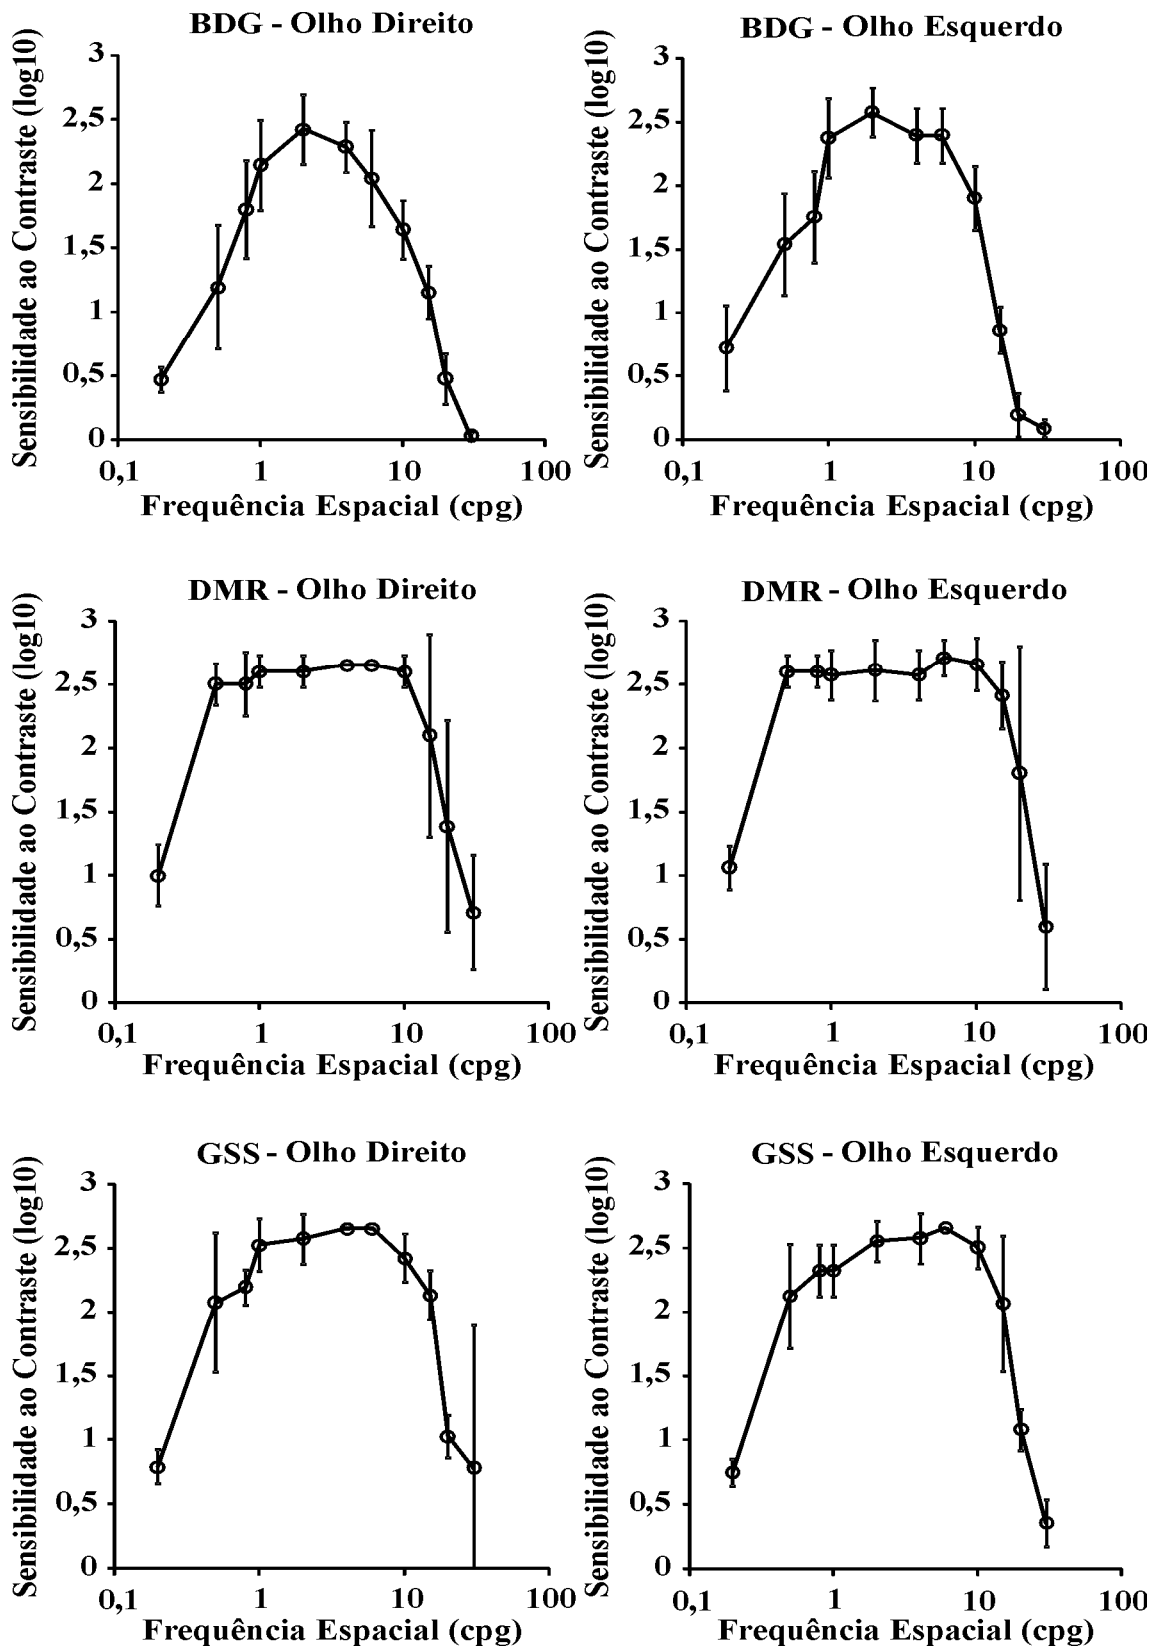 BDG - Olho Direito
Sensibilidade ao Contraste (log10)
3
2,5
2
1,5
1
0,5
0
0,1 1 10 100
Frequência Espacial (cpg)
BDG - Olho Esquerdo
Sensibilidade ao Contraste (log10)
3
2,5
2
1,5
1
0,5
0
0,1 1 10 100
Frequência Espacial (cpg)
DMR - Olho Direito
Sensibilidade ao Contraste (log10)
3
2,5
2
1,5
1
0,5
0
0,1 1 10 100
Frequência Espacial (cpg)
DMR - Olho Esquerdo
Sensibilidade ao Contraste (log10)
3
2,5
2
1,5
1
0,5
0
0,1 1 10 100
Frequência Espacial (cpg)
GSS - Olho Direito
Sensibilidade ao Contraste (log10)
3
2,5
2
1,5
1
0,5
0
0,1 1 10 100
Frequência Espacial (cpg)
GSS - Olho Esquerdo
Sensibilidade ao Contraste (log10)
3
2,5
2
1,5
1
0,5
0
0,1 1 10 100
Frequência Espacial (cpg)